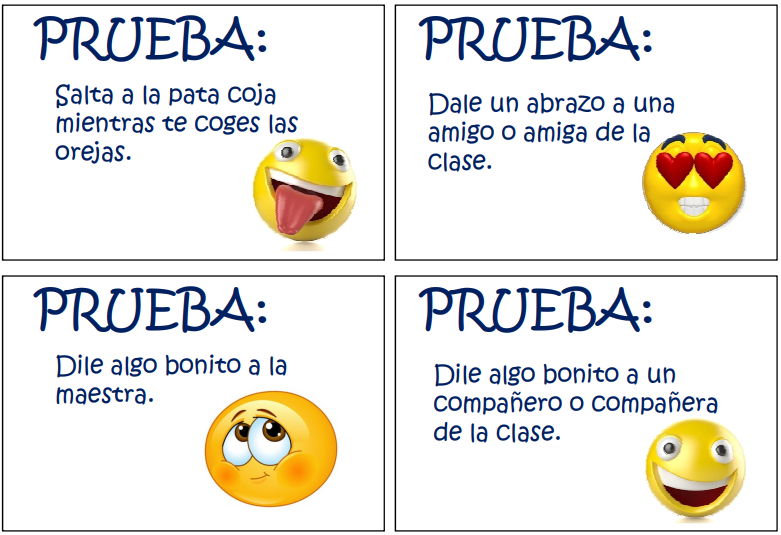 PRUEBA:
Salta a la pata coja
mientras te coges las
orejas.
PRUEBA:
Dale un abrazo a una
amigo o amiga de la
clase.
PRUEBA:
Dile algo bonito a la
maestra.
PRUEBA:
Dile algo bonito a un
compañero o compañera
de la clase.